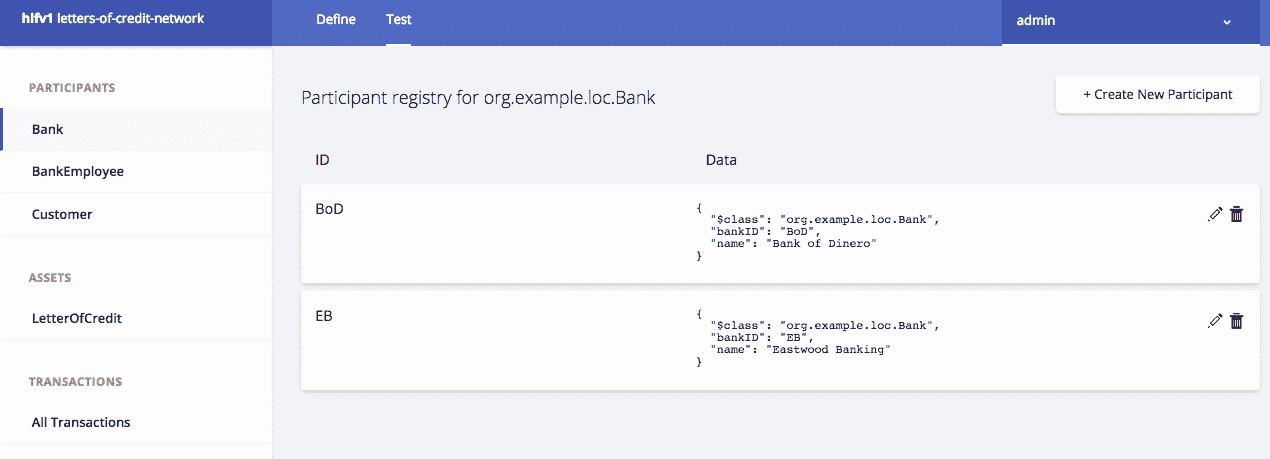 hlfv1 letters-of-credit-network
Define
Test
admin
PARTICIPANTS
Bank
BankEmployee
Customer
ASSETS
LetterOfCredit
TRANSACTIONS
All Transactions
Participant registry for org.example.loc.Bank
+ Create New Participant
ID
Data
BoD
{
"$class": "org.example.loc.Bank",
"bankID": "BoD",
"name": "Bank of Dinero"
}
EB
{
"$class": "org.example.loc.Bank",
"bankID": "EB",
"name": "Eastwood Banking"
}